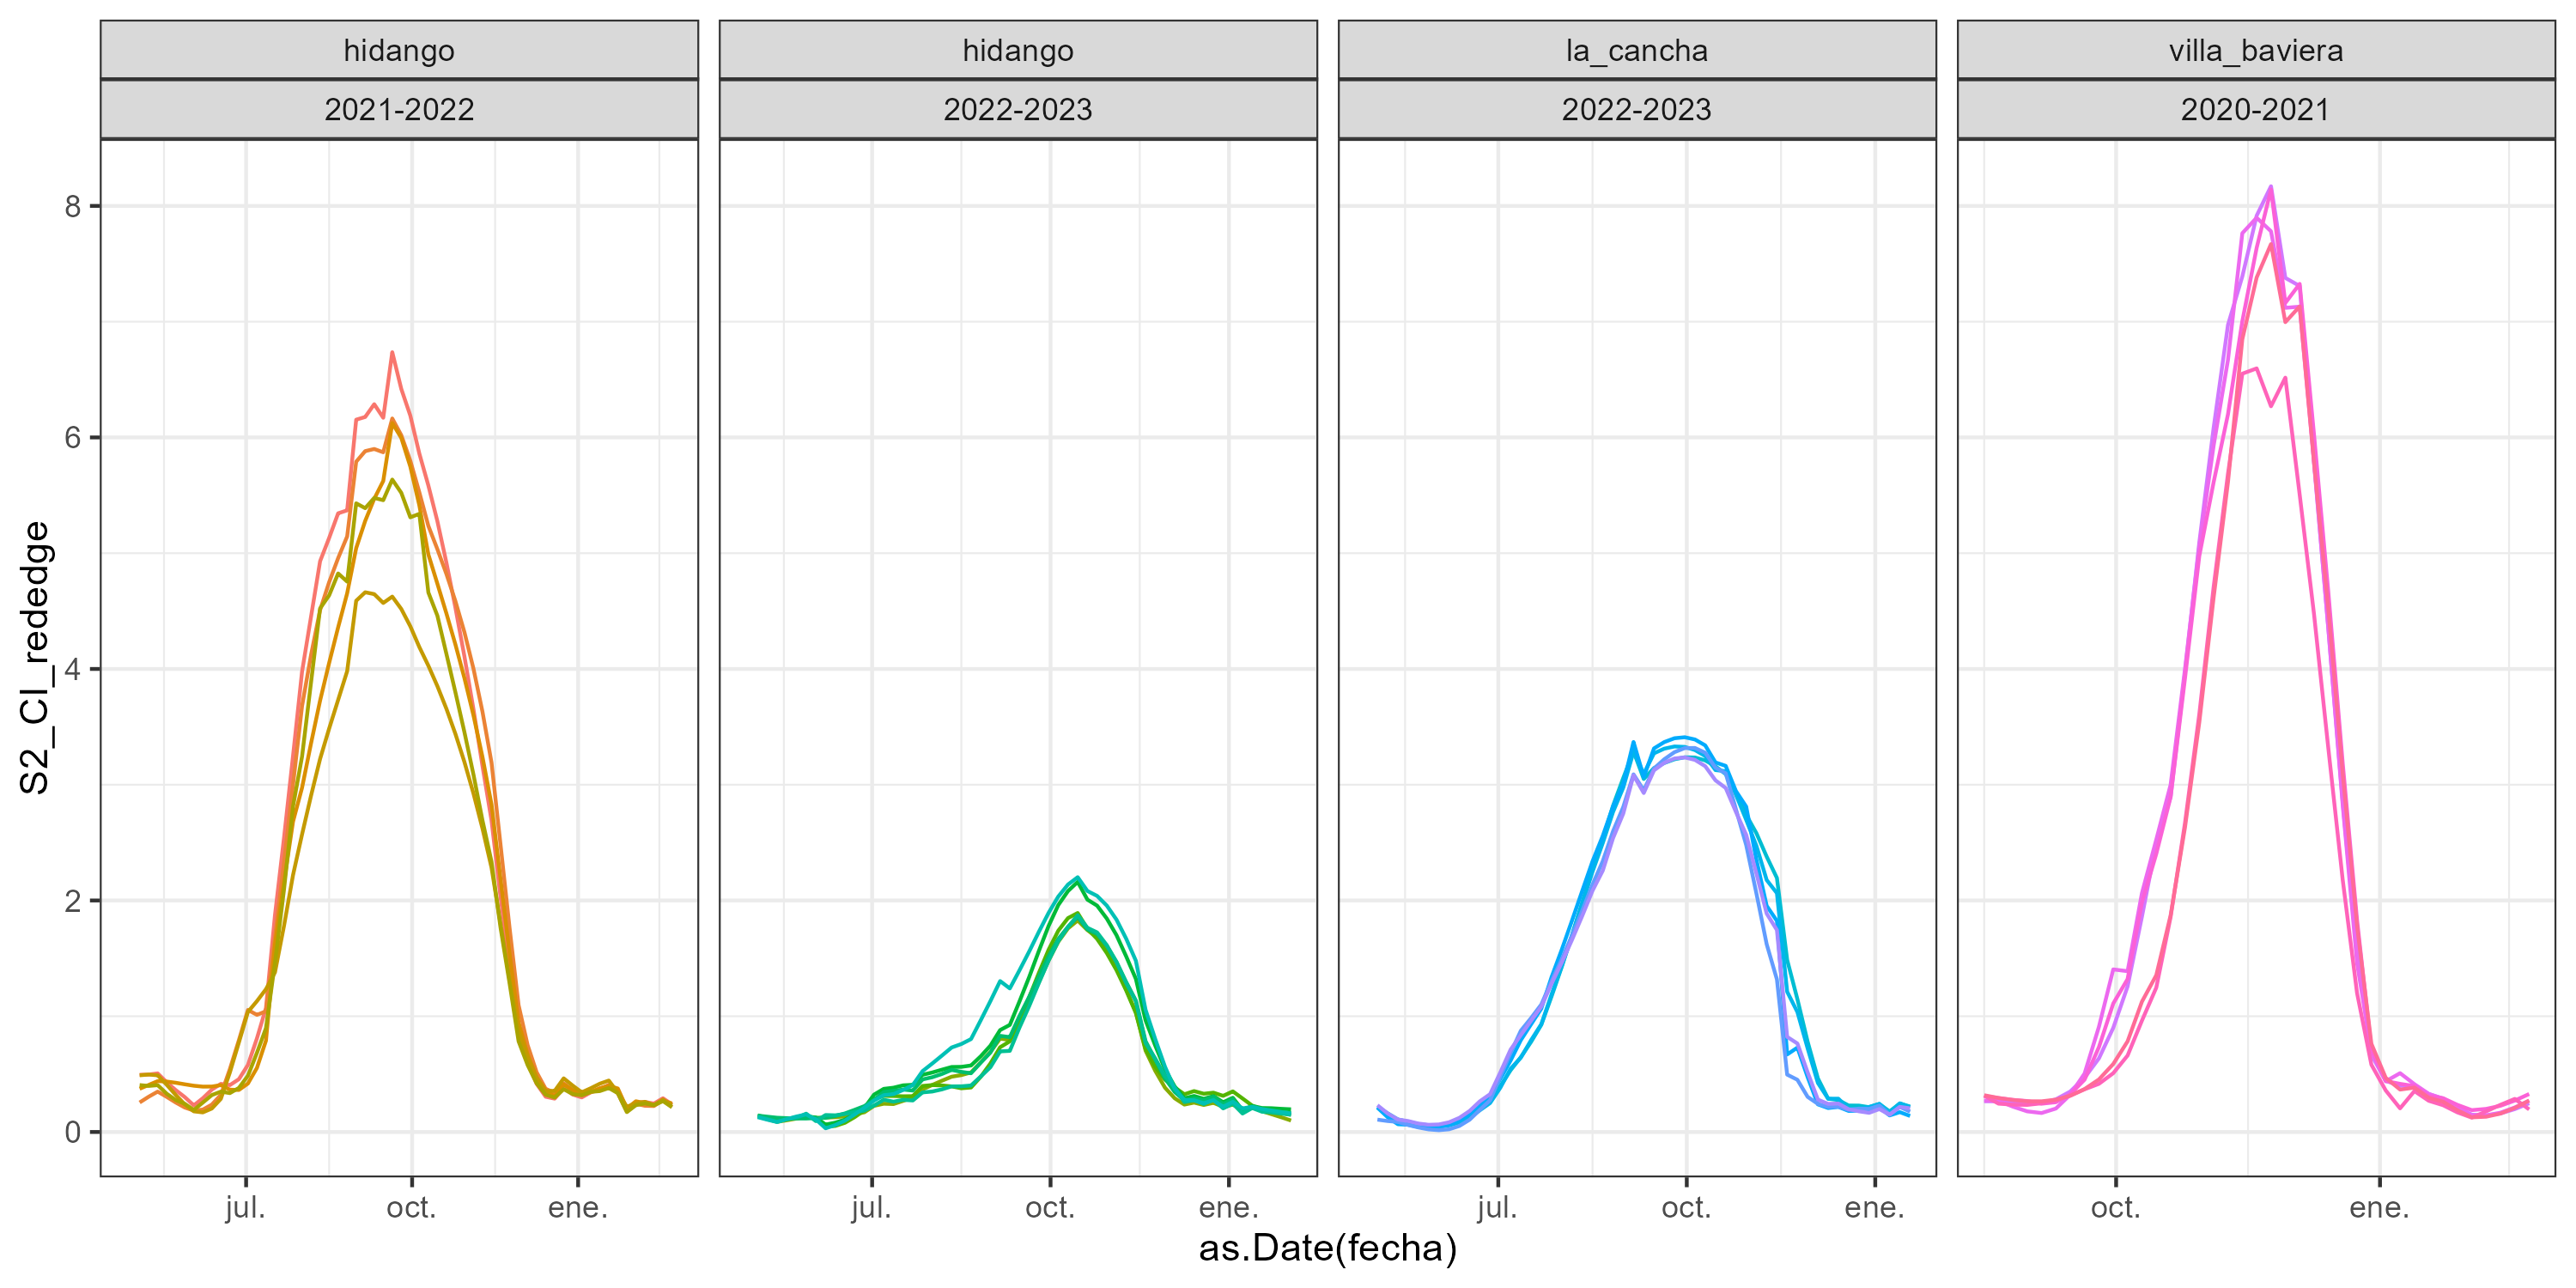 hidango hidango la_cancha villa_baviera
2021-2022 2022-2023 2022-2023 2020-2021
S2_CI_rededge
8
6
4
2
0
jul. oct. ene. jul. oct. ene. jul. oct. ene. oct. ene.
as.Date(fecha)